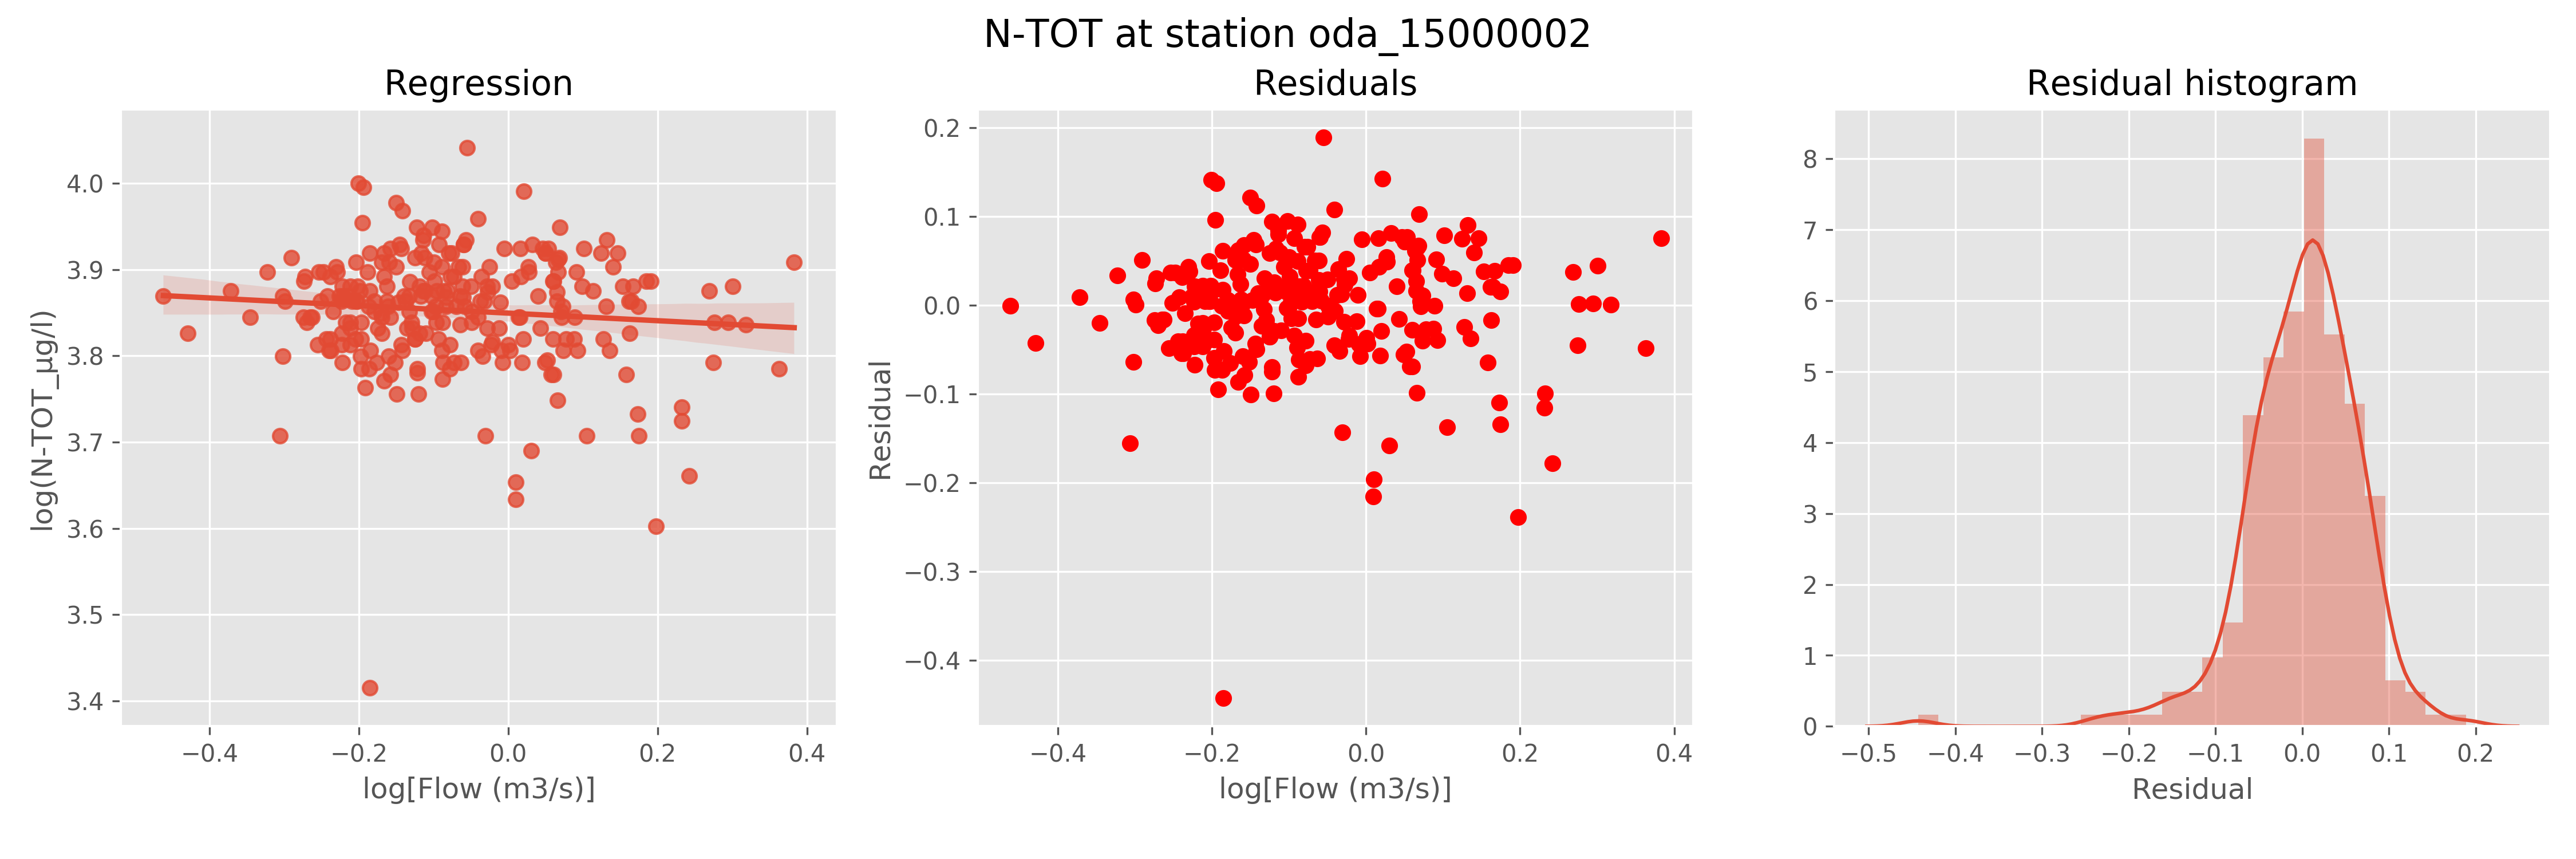 N-TOT at station oda_15000002
Regression
4.0
3.9
3.8
3.7
3.6
3.5
3.4
log(N-TOT_µg/l)
−0.4 −0.2 0.0 0.2 0.4
log[Flow (m3/s)]
Residuals
0.2
0.1
0.0
−0.1
−0.2
−0.3
−0.4
Residual
−0.4 −0.2 0.0 0.2 0.4
log[Flow (m3/s)]
Residual histogram
8
7
6
5
4
3
2
1
0
−0.5 −0.4 −0.3 −0.2 −0.1 0.0 0.1 0.2
Residual